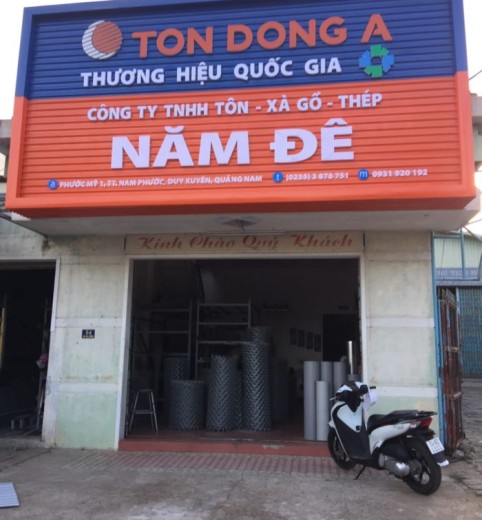 TON DONG A
THƯƠNG HIỆU QUỐC GIA
CÔNG TY TNHH TÔN - XÀ GỒ - THÉP
NĂM ĐÊ
a PHƯỚC MỸ 1, TT. NAM PHƯỚC, DUY XUYÊN, QUẢNG NAM t (0235) 3 878 751 m 0931 920 192
Kính Chào Quý Khách